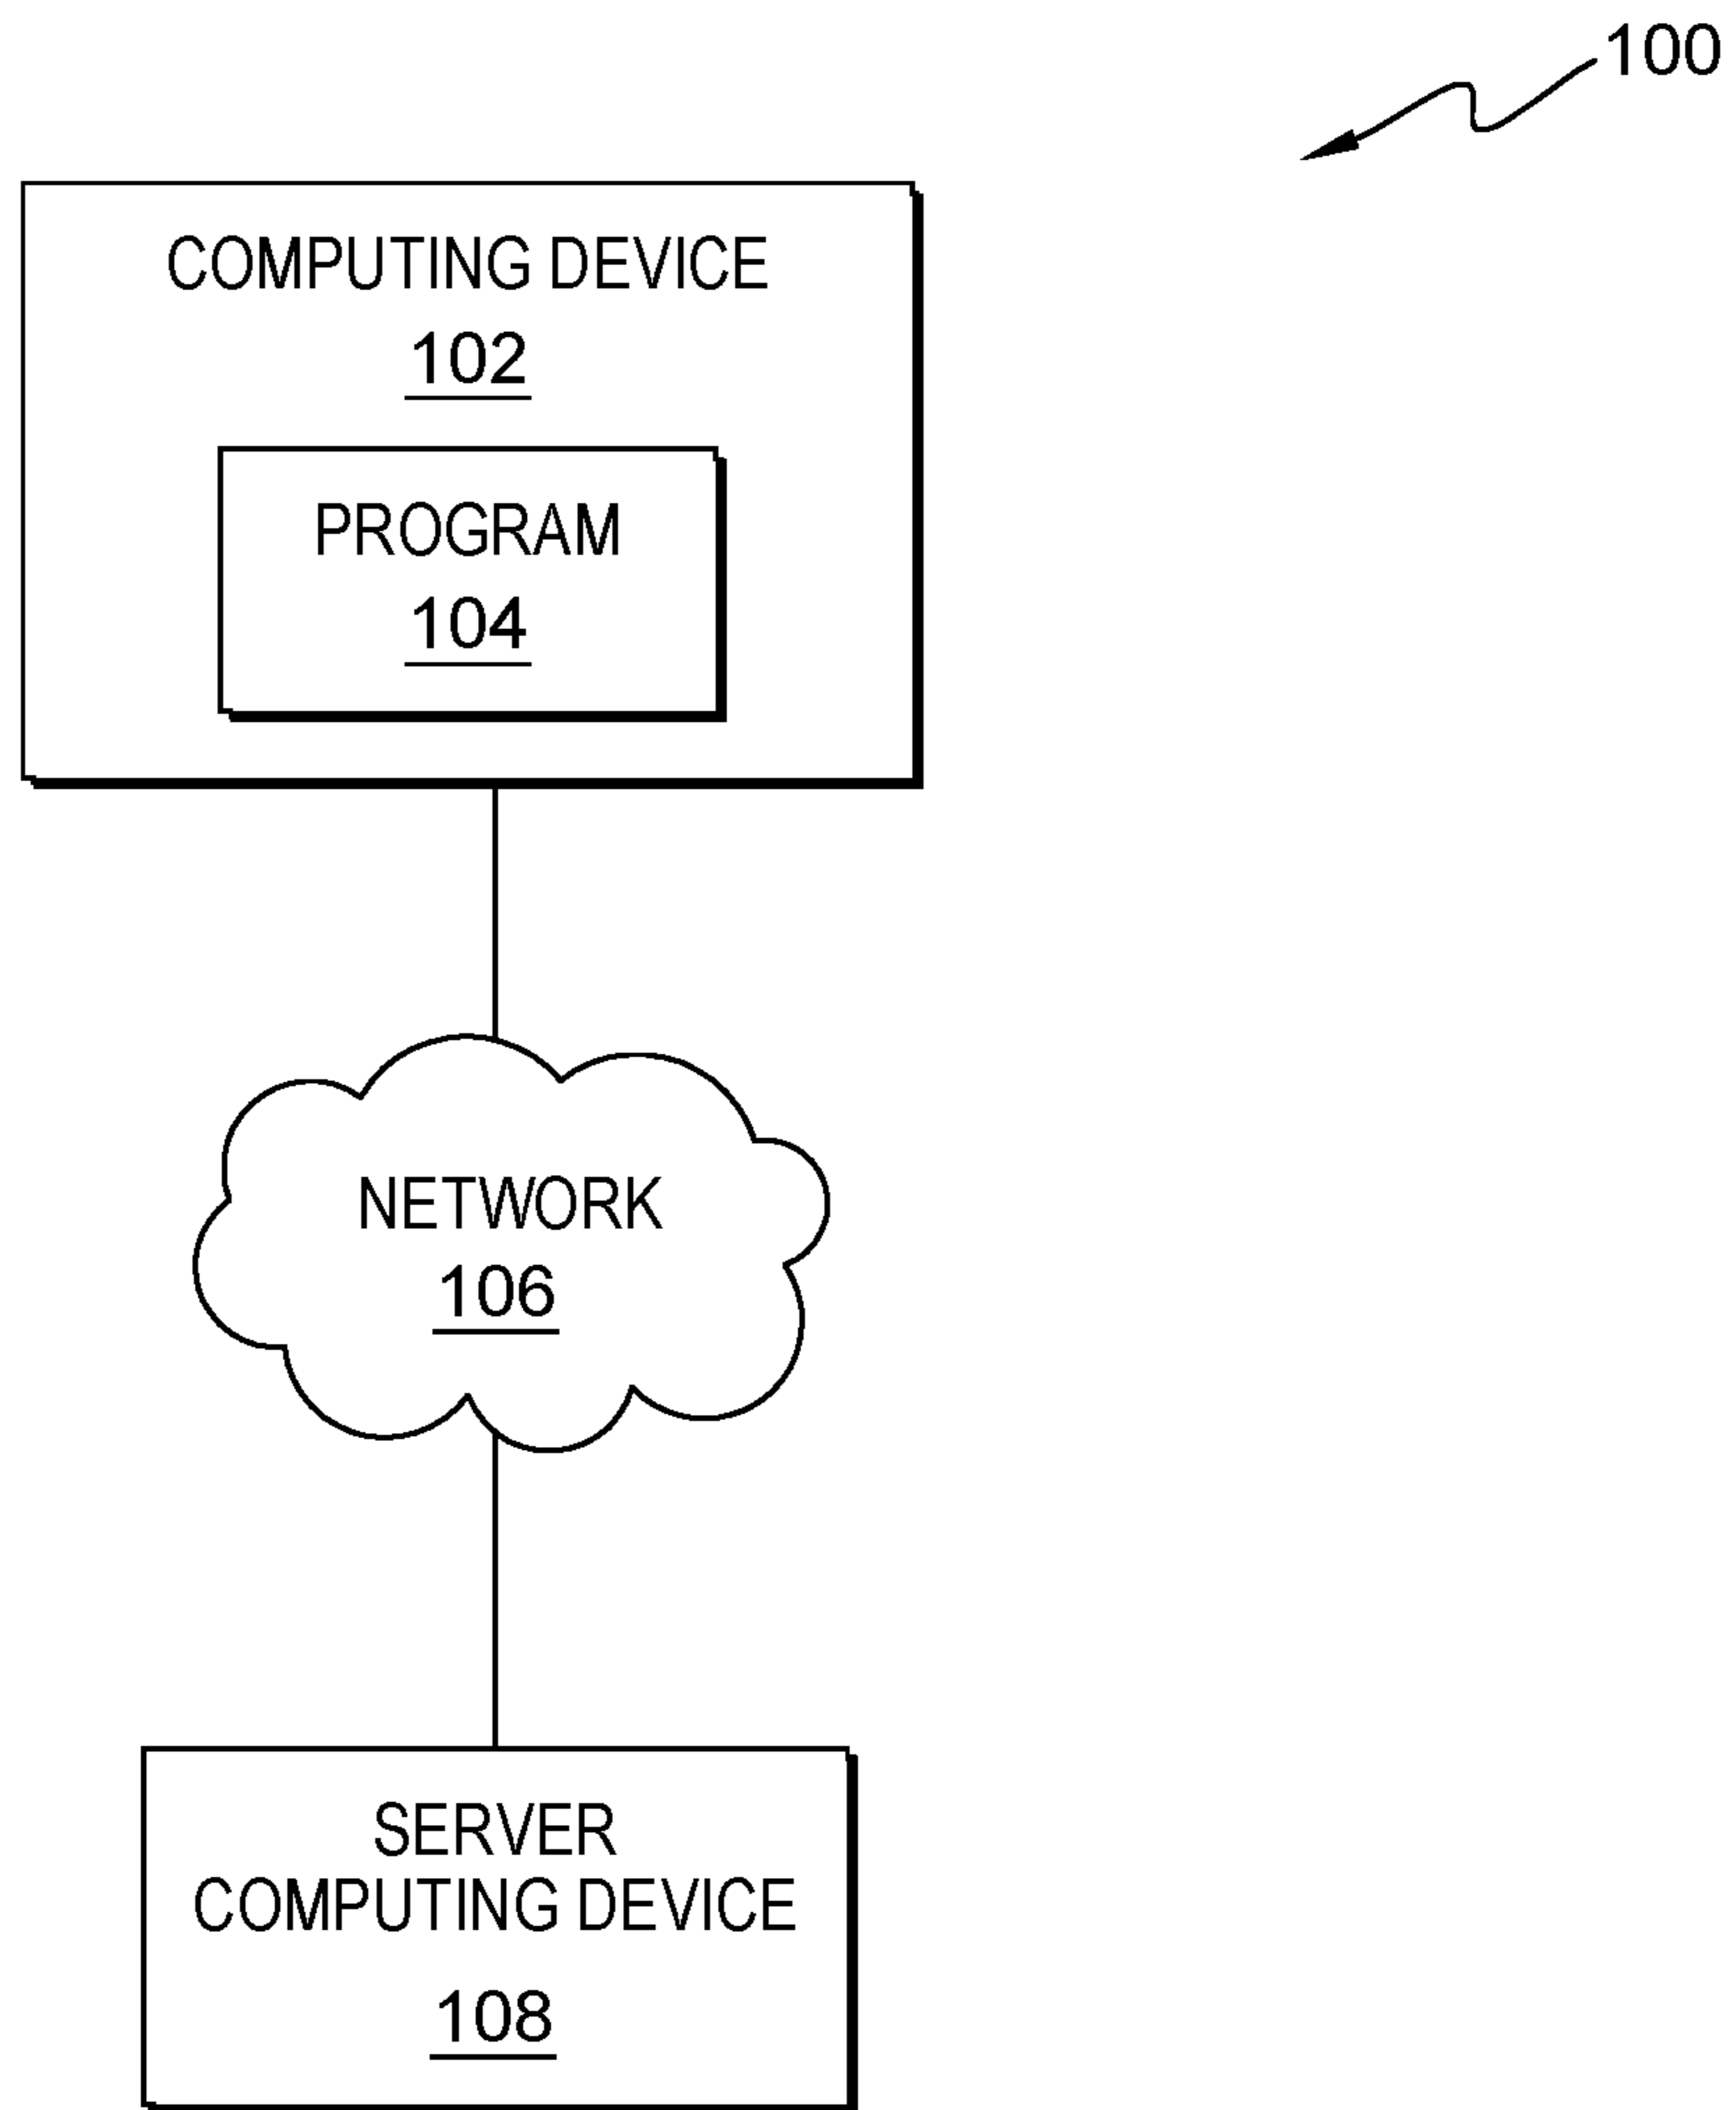 100
COMPUTING DEVICE
102
PROGRAM
104
NETWORK
106
SERVER
COMPUTING DEVICE
108